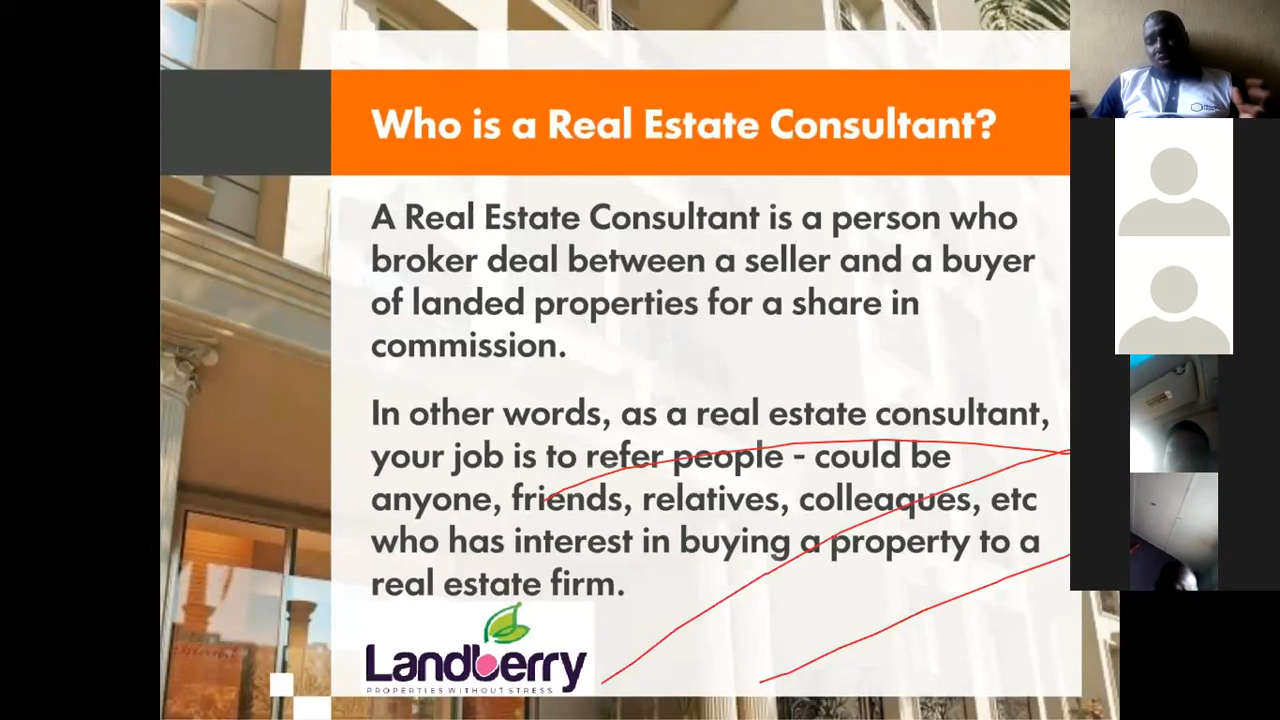 Who is a Real Estate Consultant?
A Real Estate Consultant is a person who
broker deal between a seller and a buyer
of landed properties for a share in
commission.
In other words, as a real estate consultant,
your job is to refer people - could be
anyone, friends, relatives, colleaques, etc
who has interest in buying a property to a
real estate firm.
Landberry
PROPERTIES WITHOUT STRESS